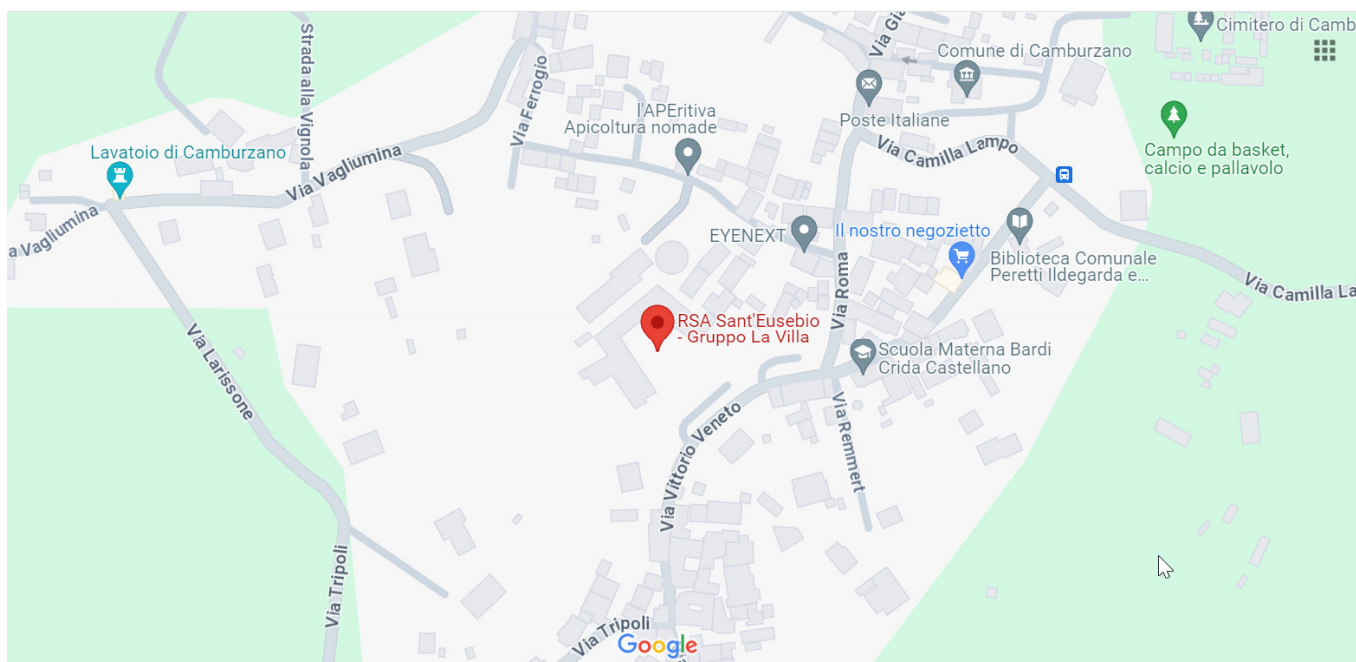 Cimitero di Camb
Strada alla Vignola
Via Gia
Comune di Camburzano
Via Ferrogio
l'APEritiva
Apicoltura nomade
Poste Italiane
Via Camilla Lampo
Lavatoio di Camburzano
Via Vagliumina
Campo da basket,
calcio e pallavolo
a Vagliumina
EYENEXT
Il nostro negozietto
Biblioteca Comunale
Peretti Ildegarda e...
Via Roma
Via Camilla La
RSA Sant'Eusebio
- Gruppo La Villa
Via Larissone
Scuola Materna Bardi
Crida Castellano
Via Vittorio Veneto
Via Remmert
Via Tripoli
Via Tripoli
Google